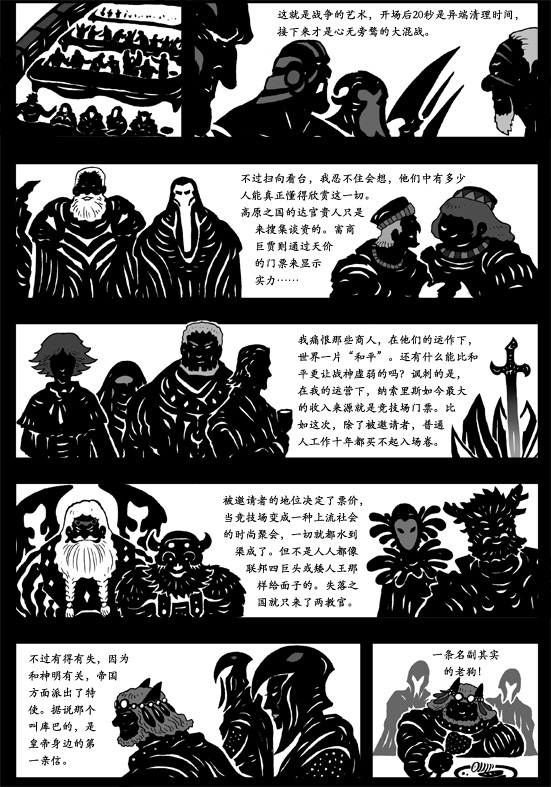 这就是战争的艺术，开场后20秒是异端清理时间，
接下来才是心无旁骛的大混战。
不过扫向看台，我忍不住会想，他们中有多少
人能真正懂得欣赏这一切。
高原之国的达官贵人只是
来搜集谈资的。富商
巨贾则通过天价
的门票来显示
实力……
我痛恨那些商人，在他们的运作下，
世界一片“和平”。还有什么能比和
平更让战神虚弱的吗？讽刺的是，
在我的运营下，纳索里斯如今最大
的收入来源就是竞技场门票。比
如这次，除了被邀请者，普通
人工作十年都买不起入场卷。
被邀请者的地位决定了票价，
当竞技场变成一种上流社会
的时尚聚会，一切就都水到
渠成了。但不是人人都像
联邦四巨头或矮人王那
样给面子的。失落之
国就只来了两教官。
不过有得有失，因为
和神明有关，帝国
方面派出了特
使。据说那个
叫库巴的，是
皇帝身边的第
一亲信。
一条名副其实
的老狗！